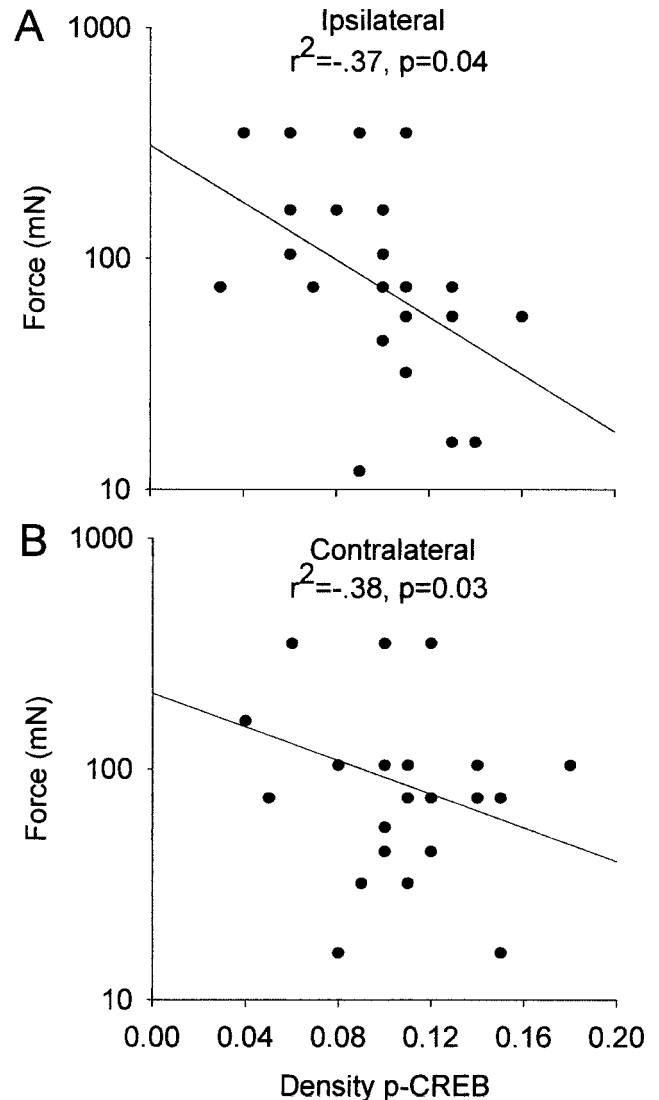 A
Ipsilateral
r2=-.37, p=0.04
1000
100
10
Force (mN)
B
Contralateral
r2=-.38, p=0.03
1000
100
10
Force (mN)
0.00 0.04 0.08 0.12 0.16 0.20
Density p-CREB